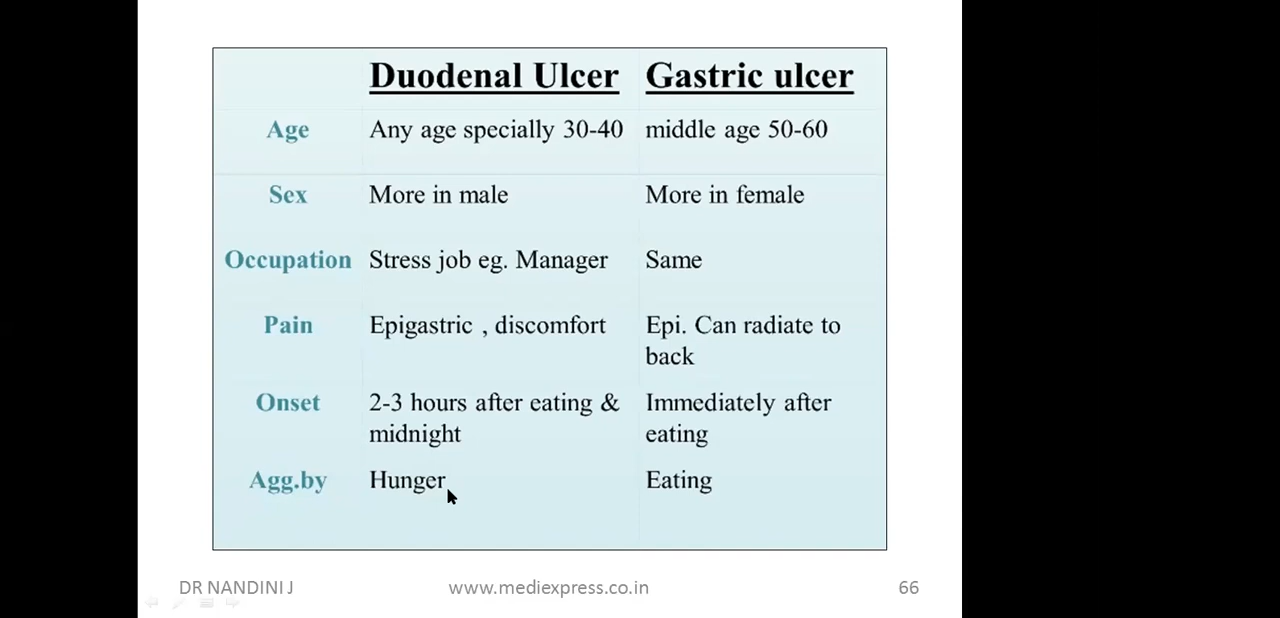 Duodenal Ulcer Gastric ulcer
Age Any age specially 30-40 middle age 50-60
Sex More in male More in female
Occupation Stress job eg. Manager Same
Pain Epigastric , discomfort Epi. Can radiate to
back
Onset 2-3 hours after eating & Immediately after
midnight eating
Agg.by Hunger Eating
DR NANDINI J www.mediexpress.co.in 66